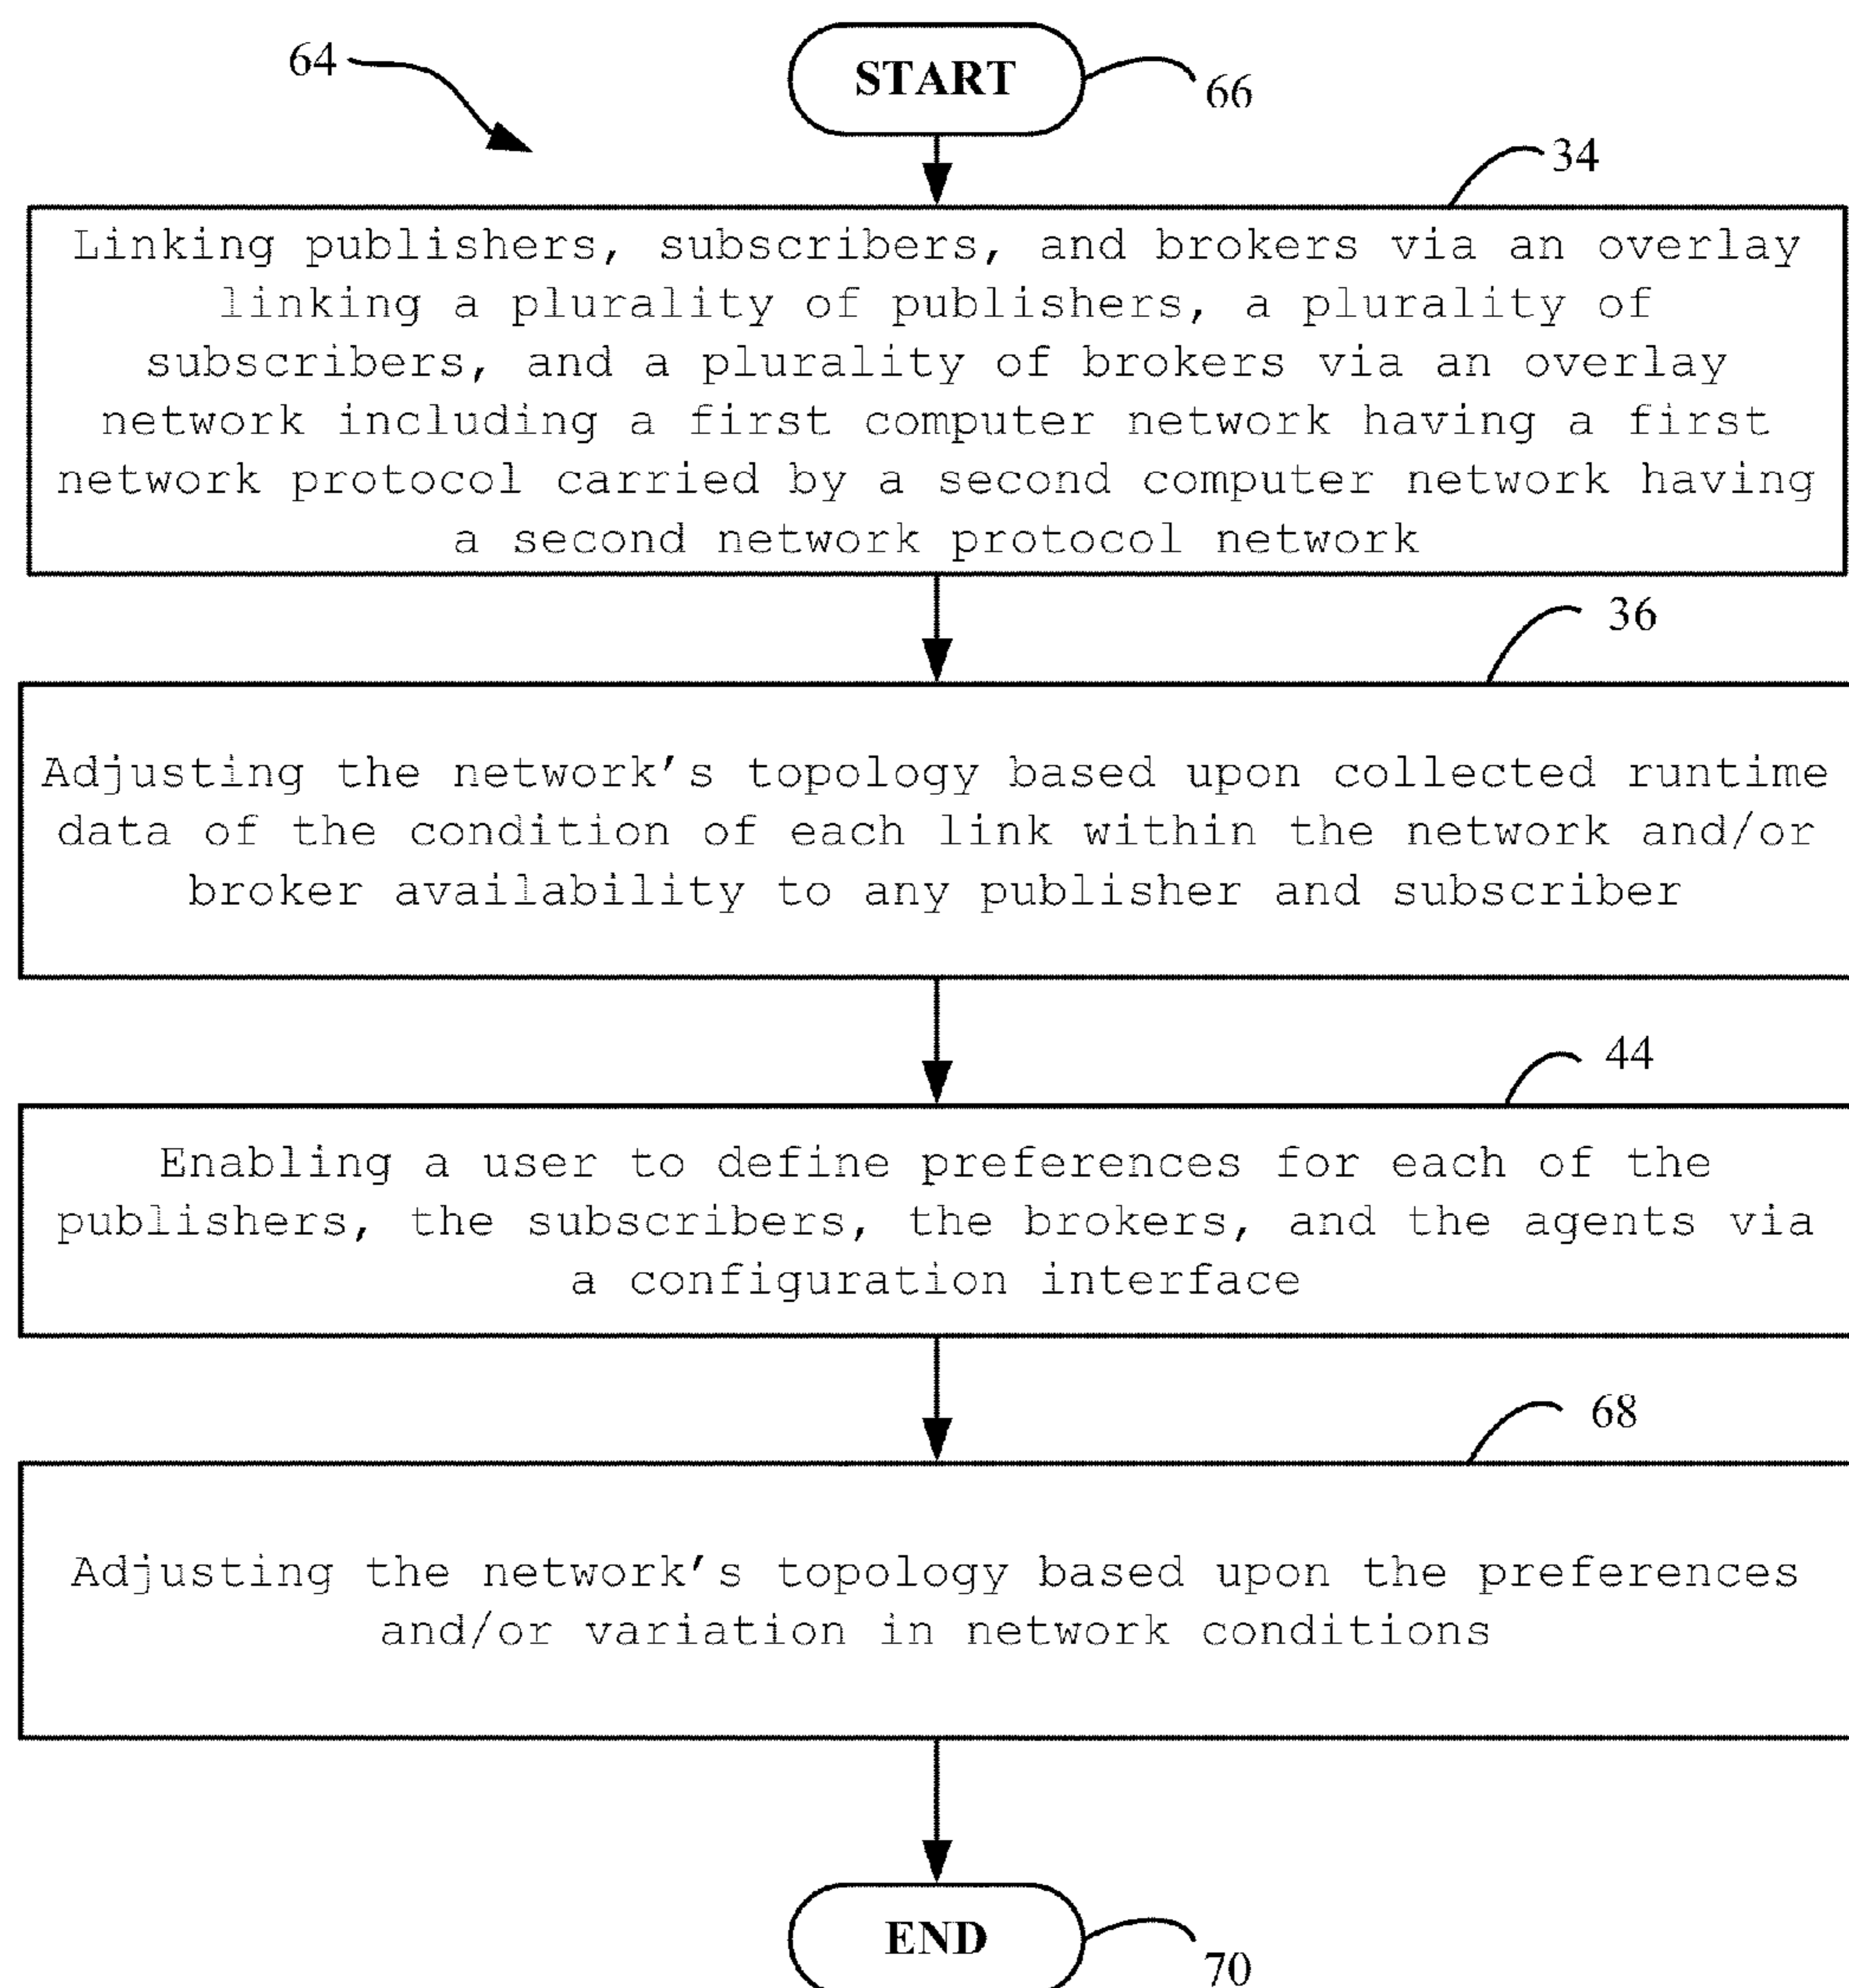 64
START
66
34
Linking publishers, subscribers, and brokers via an overlay
linking a plurality of publishers, a plurality of
subscribers, and a plurality of brokers via an overlay
network including a first computer network having a first
network protocol carried by a second computer network having
a second network protocol network
36
Adjusting the network's topology based upon collected runtime
data of the condition of each link within the network and/or
broker availability to any publisher and subscriber
44
Enabling a user to define preferences for each of the
publishers, the subscribers, the brokers, and the agents via
a configuration interface
68
Adjusting the network's topology based upon the preferences
and/or variation in network conditions
END
70